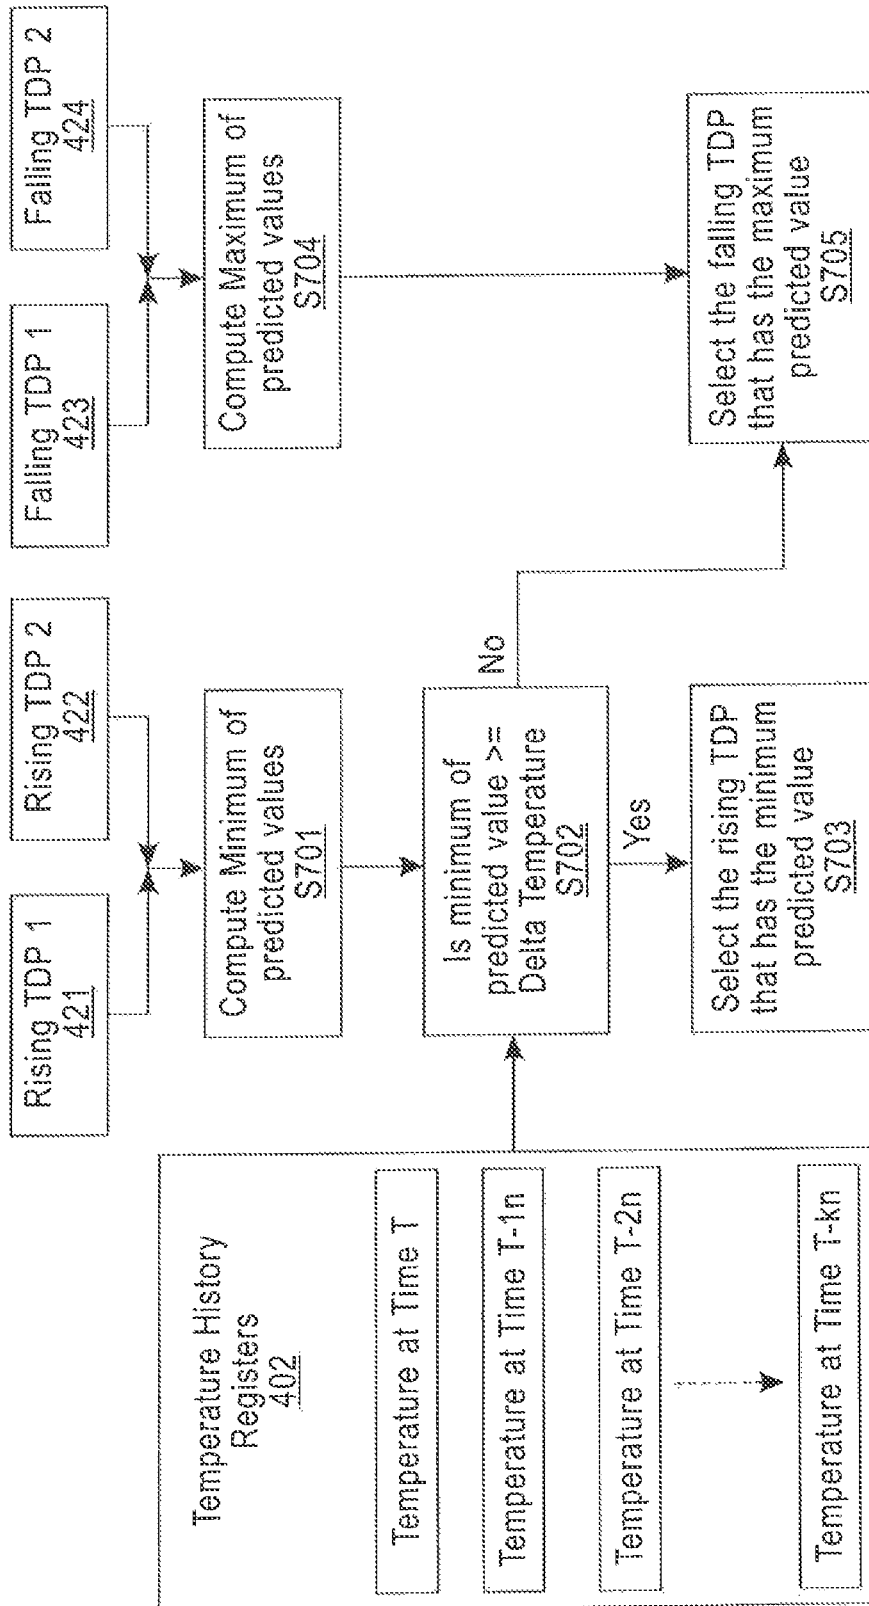 Rising TDP 1
421
Rising TDP 2
422
Falling TDP 1
423
Falling TDP 2
424
Temperature History
Registers
402
Temperature at Time T
Temperature at Time T-1n
Temperature at Time T-2n
Temperature at Time T-kn
Compute Minimum of
predicted values
S701
Compute Maximum of
predicted values
S704
Is minimum of
predicted value >=
Delta Temperature
S702
No
Yes
Select the rising TDP
that has the minimum
predicted value
S703
Select the falling TDP
that has the maximum
predicted value
S705